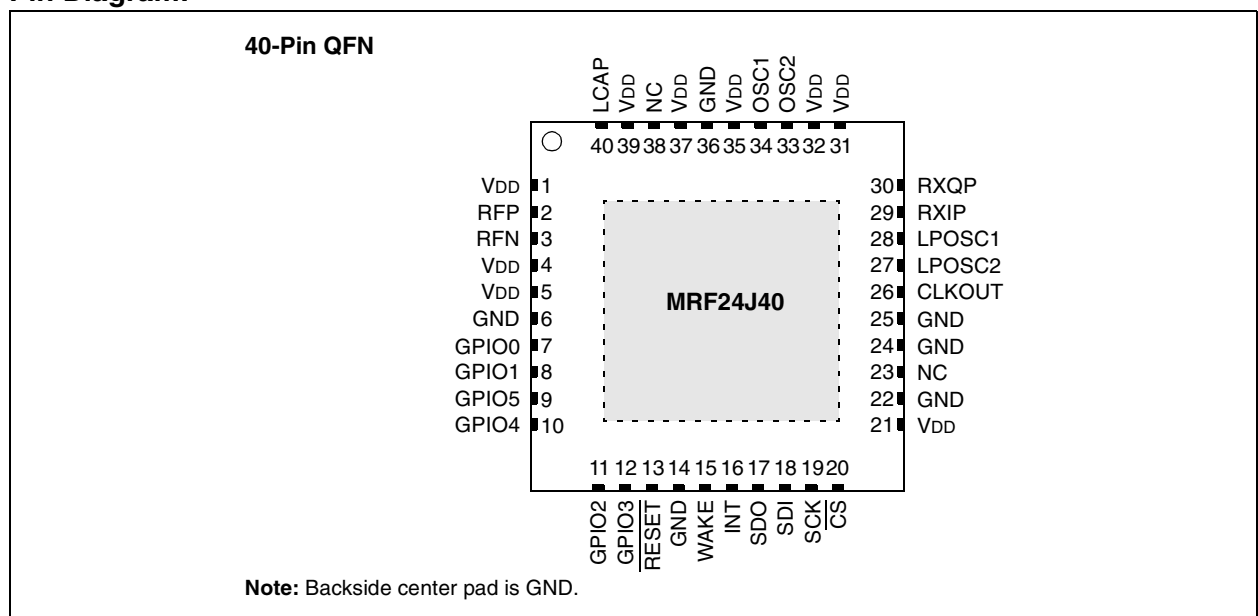 40-Pin QFN
LCAP
VDD
NC
VDD
GND
VDD
OSC1
OSC2
VDD
VDD
40 39 38 37 36 35 34 33 32 31
VDD 1
RFP 2
RFN 3
VDD 4
VDD 5
GND 6
GPIO0 7
GPIO1 8
GPIO5 9
GPIO4 10
MRF24J40
30 RXQP
29 RXIP
28 LPOSC1
27 LPOSC2
26 CLKOUT
25 GND
24 GND
23 NC
22 GND
21 VDD
11 12 13 14 15 16 17 18 19 20
GPIO2
GPIO3
RESET
GND
WAKE
INT
SDO
SDI
SCK
CS
Note: Backside center pad is GND.